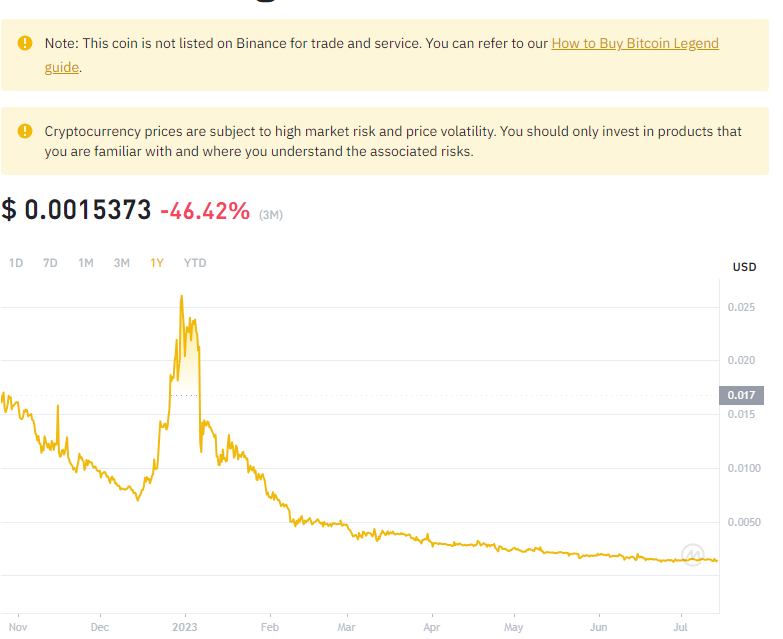 Note: This coin is not listed on Binance for trade and service. You can refer to our How to Buy Bitcoin Legend
guide.
Cryptocurrency prices are subject to high market risk and price volatility. You should only invest in products that
you are familiar with and where you understand the associated risks.
$ 0.0015373 -46.42% (3M)
1D 7D 1M 3M 1Y YTD
USD
0.025
0.020
0.017
0.015
0.0100
0.0050
Nov Dec 2023 Feb Mar Apr May Jun Jul